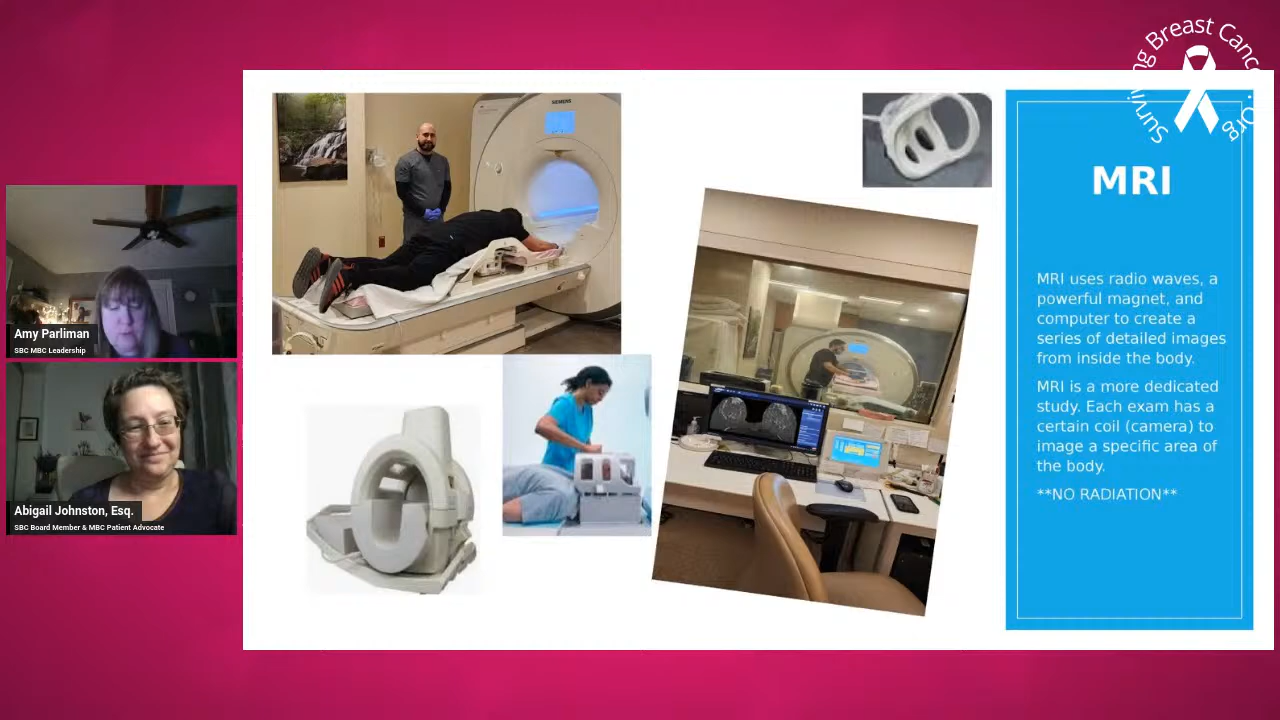 Surviving Breast Cancer.Org
SIEMENS
MRI
MRI uses radio waves, a
powerful magnet, and
computer to create a
series of detailed images
from inside the body.
MRI is a more dedicated
study. Each exam has a
certain coil (camera) to
image a specific area of
the body.
**NO RADIATION**
Amy Parliman
SBC MBC Leadership
Abigail Johnston, Esq.
SBC Board Member & MBC Patient Advocate